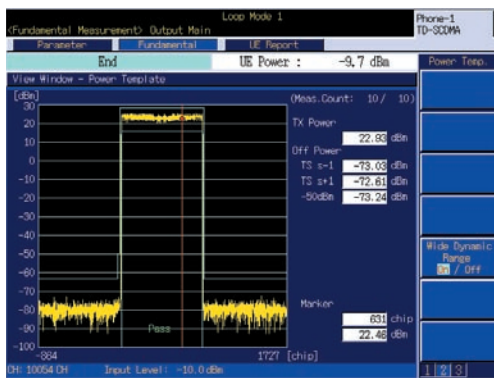 Loop Mode 1
Phone-1
<Fundamental Measurement> Output Main
TD-SCDMA
Parameter Fundamental UE Report
End UE Power : -9.7 dBm Power Temp.
View Window - Power Template
[dBm]
(Meas.Count: 10/ 10)
30
20
10
0
-10
-20
-30
-40
-50
-60
-70
-80
-90
-100
TX Power
22.93 dBm
Off Power
TS s-1 -73.03 dBm
TS s+1 -72.61 dBm
-50dBm -73.24 dBm
Wide Dynamic
Range
On / Off
Marker
631 chip
22.46 dBm
Pass
-864 1727 [chip]
CH: 10054 CH Input Level: -10.0 dBm
1 2 3